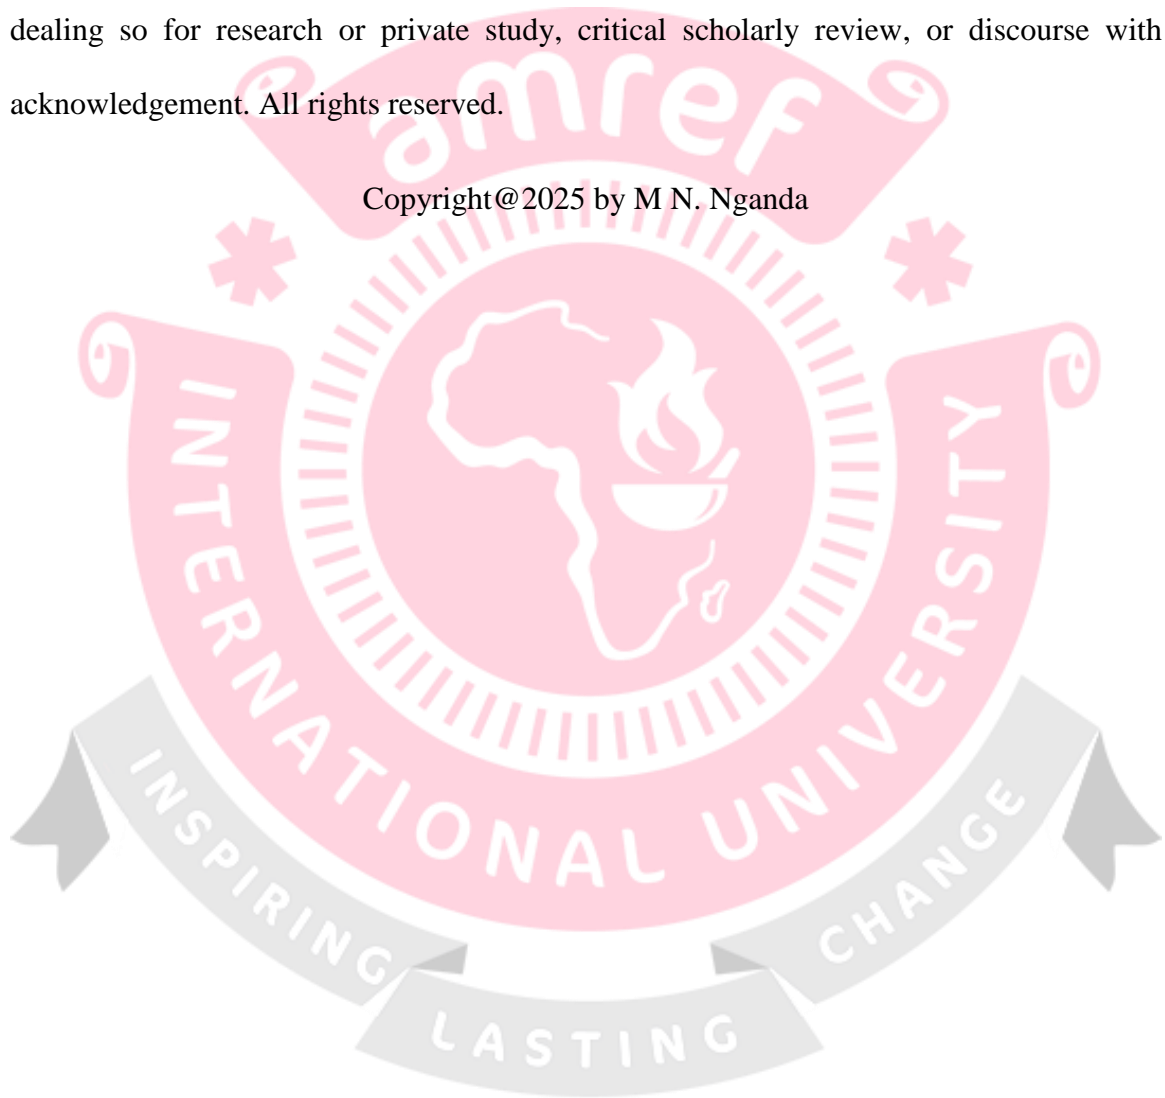 dealing so for research or private study, critical scholarly review, or discourse with
acknowledgement. All rights reserved.
Copyright@2025 by M N. Nganda
amref
INTERNATIONAL UNIVERSITY
INSPIRING
LASTING
CHANGE